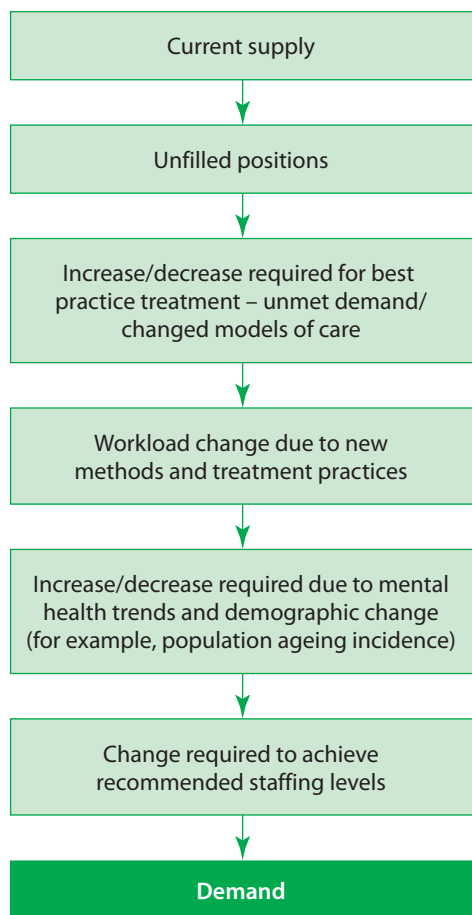 Current supply
Unfilled positions
Increase/decrease required for best
practice treatment – unmet demand/
changed models of care
Workload change due to new
methods and treatment practices
Increase/decrease required due to mental
health trends and demographic change
(for example, population ageing incidence)
Change required to achieve
recommended staffing levels
Demand